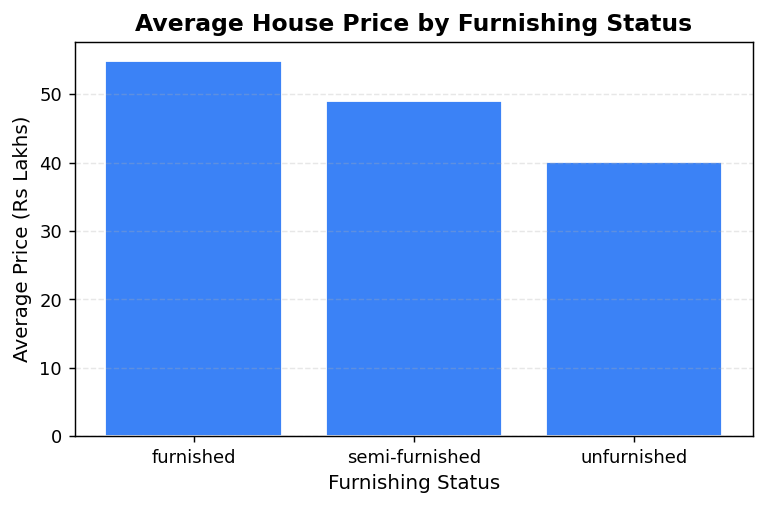 Average House Price by Furnishing Status
Average Price (Rs Lakhs)
50
40
30
20
10
0
furnished semi-furnished unfurnished
Furnishing Status